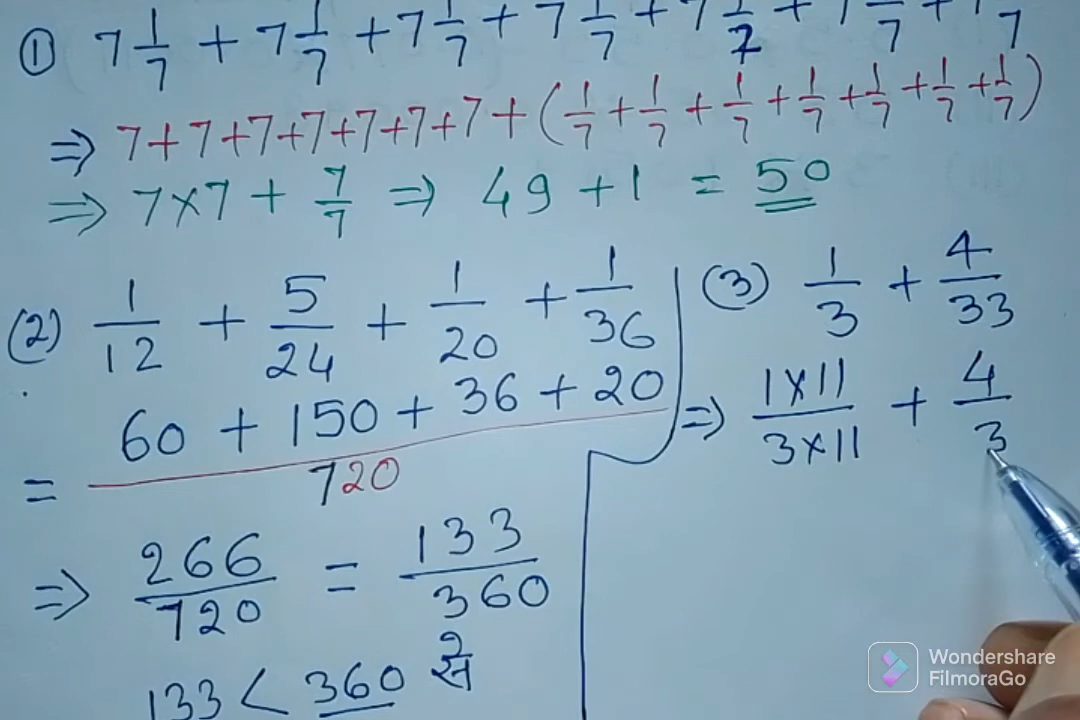 ① 7 1/7 + 7 1/7 + 7 1/7 + 7 1/7 + 7 1/7 + 1/7 + 1/7
⇒ 7+7+7+7+7+7+7+(1/7+1/7+1/7+1/7+1/7+1/7+1/7)
⇒ 7×7 + 7/7 ⇒ 49 + 1 = 50
(2) 1/12 + 5/24 + 1/20 + 1/36
= (60 + 150 + 36 + 20)/720
⇒ 266/720 = 133/360
133 < 360 से
(3) 1/3 + 4/33
⇒ (1×11)/(3×11) + 4/3
Wondershare
FilmoraGo